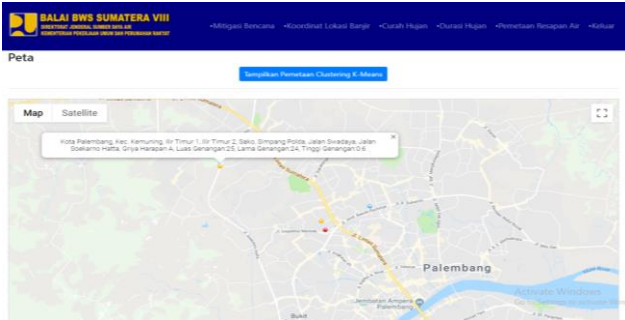 BALAI BWS SUMATERA VIII
DIREKTORAT JENDERAL SUMBER DAYA AIR
KEMENTERIAN PEKERJAAN UMUM DAN PERUMAHAN RAKYAT
•Mitigasi Bencana •Koordinat Lokasi Banjir •Curah Hujan •Durasi Hujan •Pemetaan Resapan Air •Keluar
Peta
Tampilkan Pemetaan Clustering K-Means
Map Satellite
Kota Palembang, Kec. Kemuning, Ilir Timur 1, Ilir Timur 2, Sako, Simpang Polda, Jalan Swadaya, Jalan
Soekarno Hatta, Griya Harapan A, Luas Genangan:25, Lama Genangan:24, Tinggi Genangan:0.6
Palembang
Jembatan Ampera
Palembang
Bukit
Activate Windows